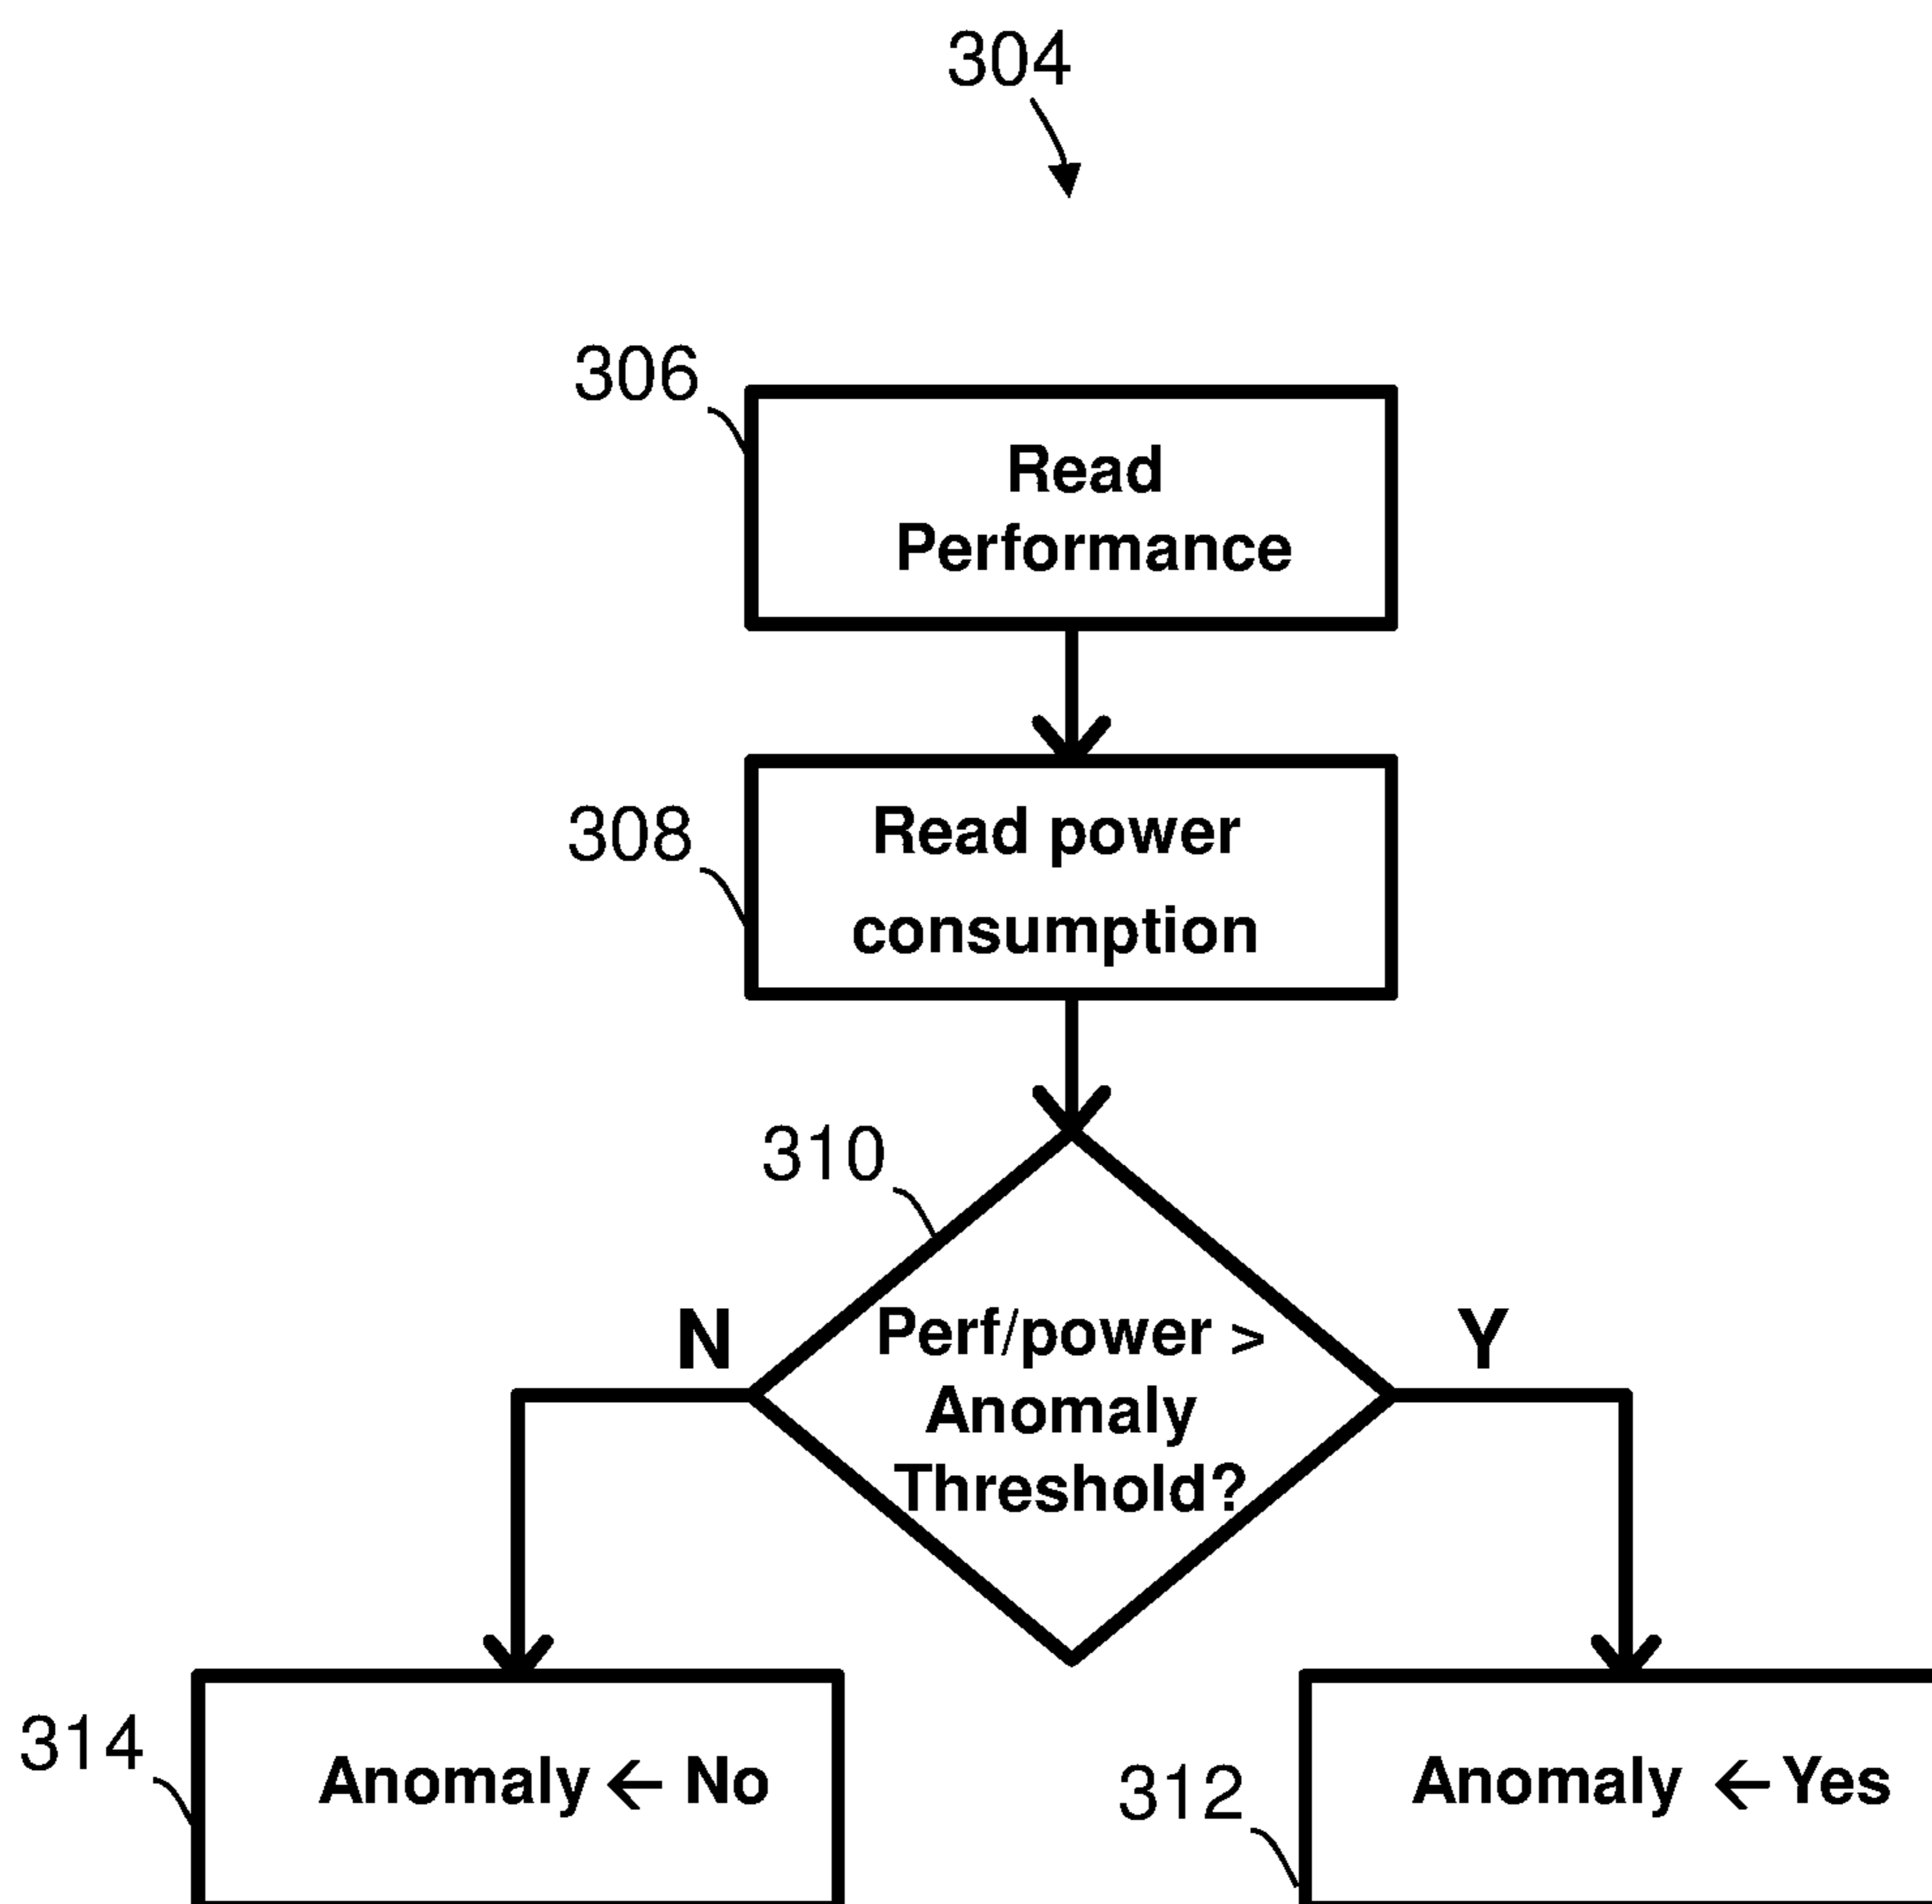 304
306
Read
Performance
308
Read power
consumption
310
N
Perf/power >
Y
Anomaly
Threshold?
314
Anomaly ← No
312
Anomaly ← Yes